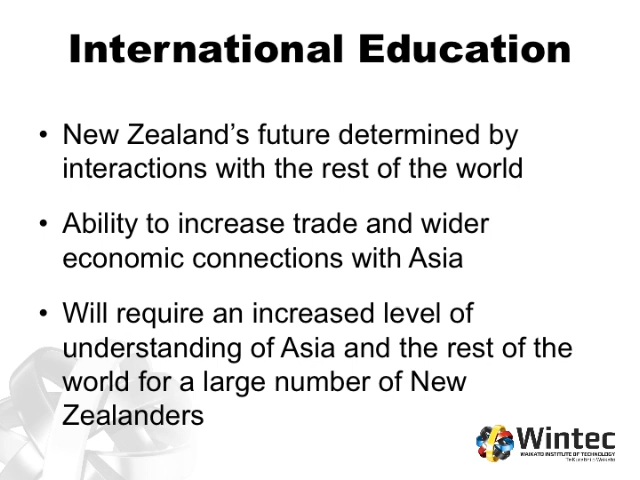 International Education
• New Zealand’s future determined by
interactions with the rest of the world
• Ability to increase trade and wider
economic connections with Asia
• Will require an increased level of
understanding of Asia and the rest of the
world for a large number of New
Zealanders
Wintec
WAIKATO INSTITUTE OF TECHNOLOGY